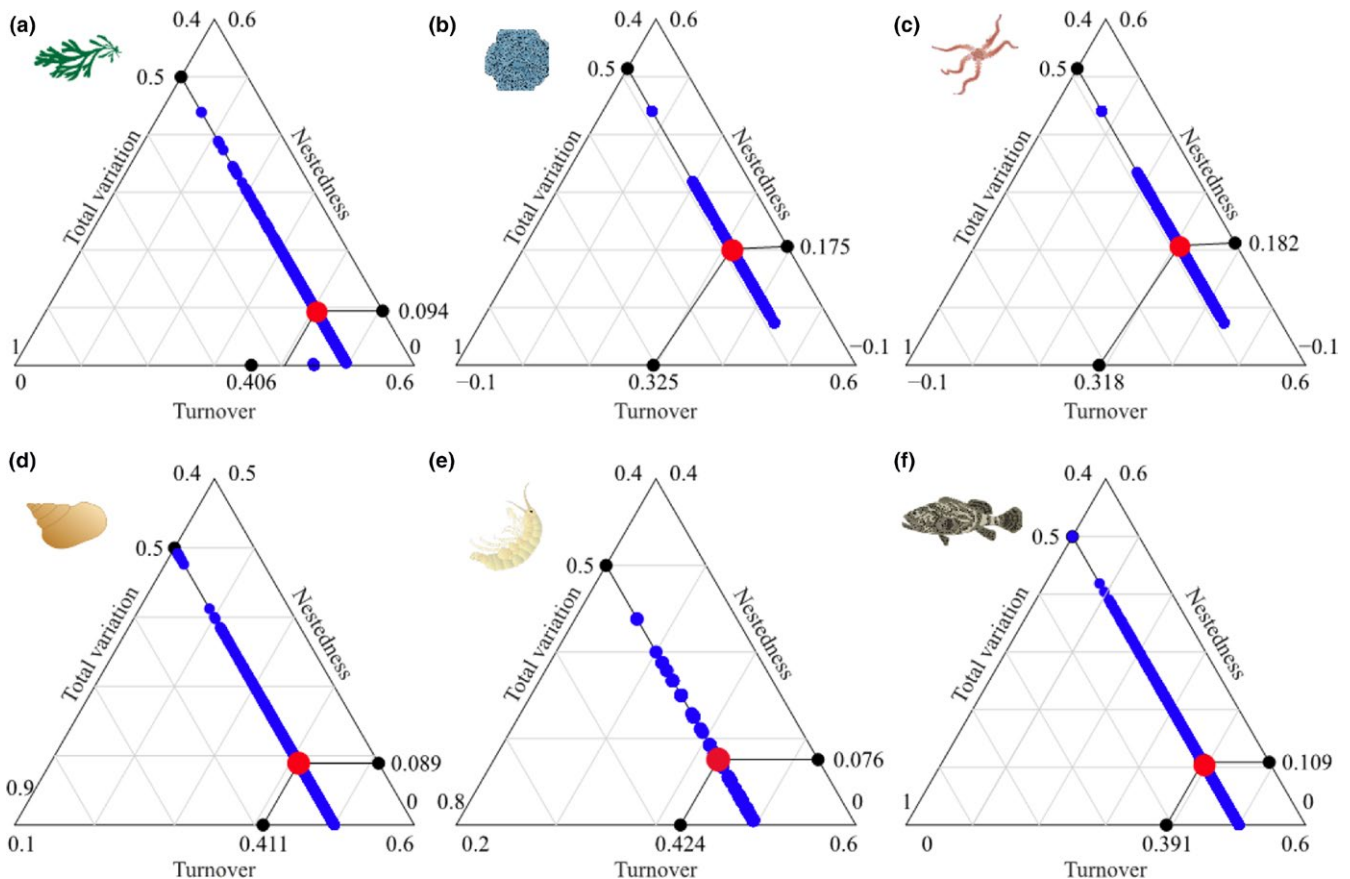 (a)
0.4 0.6
0.5
Total variation
Nestedness
0.094
1
0
0
0.406
0.6
Turnover
(b)
0.4 0.6
0.5
Total variation
Nestedness
0.175
1
−0.1
−0.1
0.325
0.6
Turnover
(c)
0.4 0.6
0.5
Total variation
Nestedness
0.182
1
−0.1
−0.1
0.318
0.6
Turnover
(d)
0.4 0.5
0.5
Total variation
Nestedness
0.089
0.9
0
0.1
0.411
0.6
Turnover
(e)
0.4 0.4
0.5
Total variation
Nestedness
0.076
0.8
0
0.2
0.424
0.6
Turnover
(f)
0.4 0.6
0.5
Total variation
Nestedness
0.109
1
0
0
0.391
0.6
Turnover